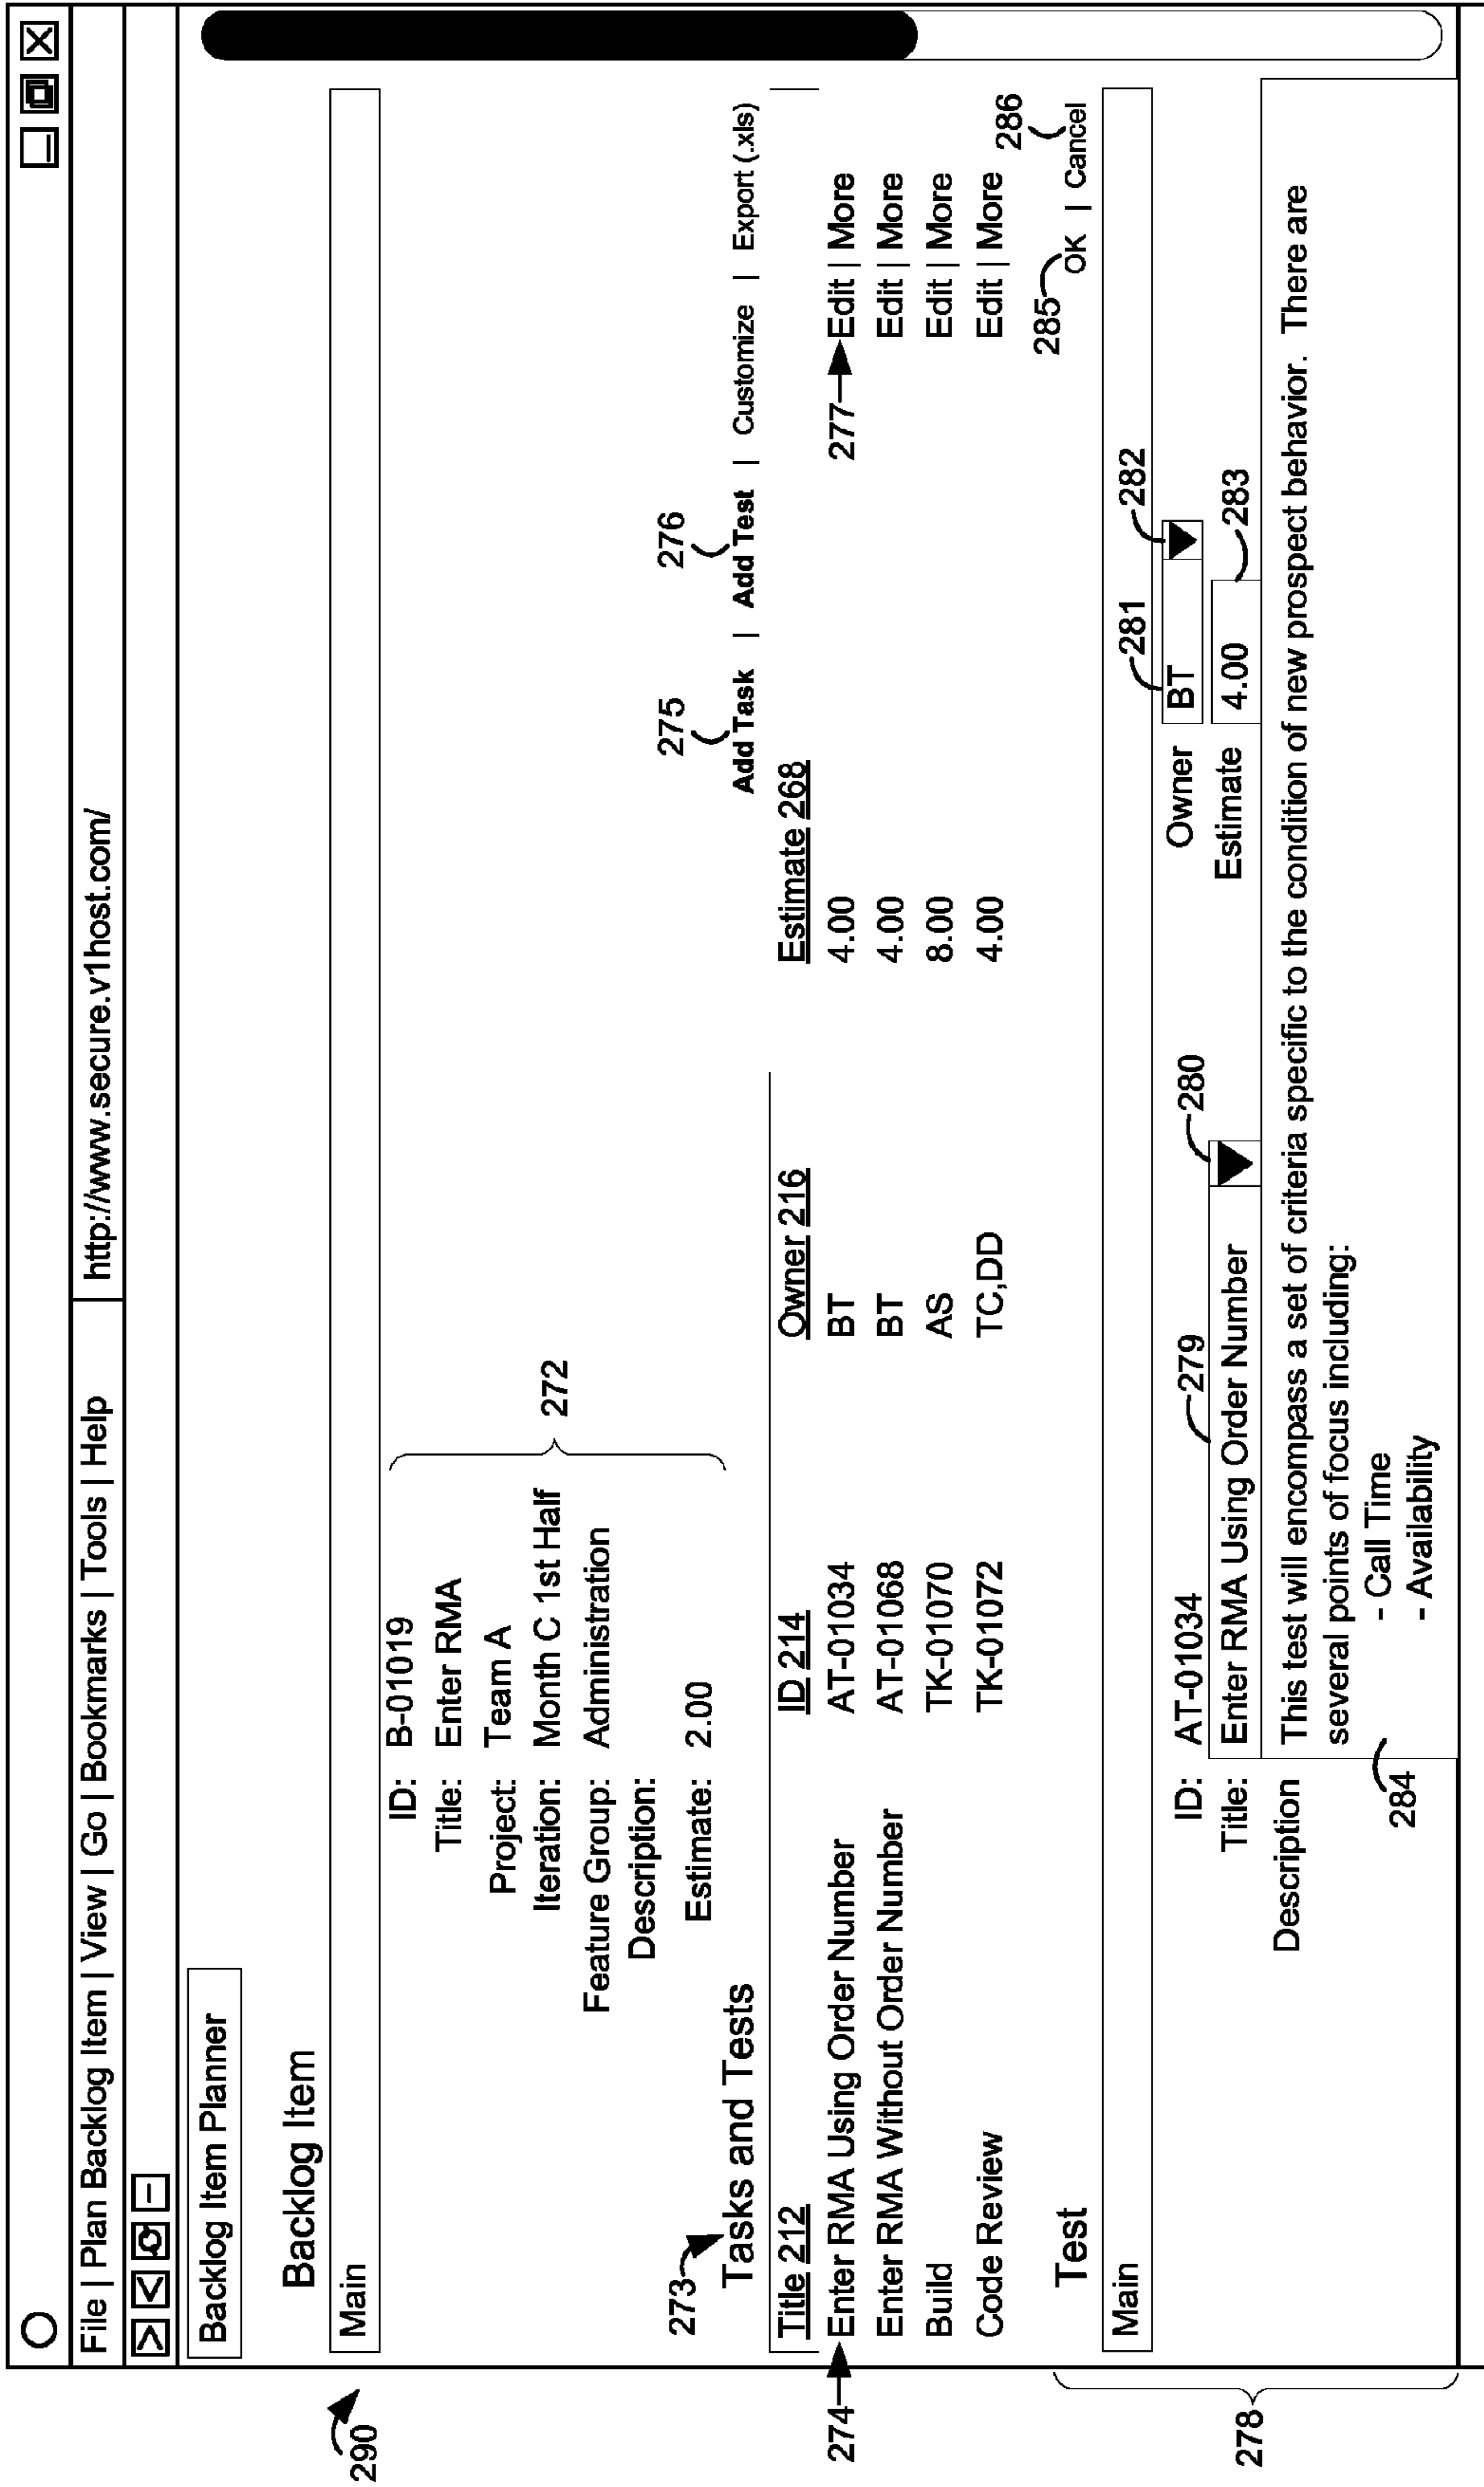 File | Plan Backlog Item | View | Go | Bookmarks | Tools | Help | http://www.secure.v1host.com/
Backlog Item Planner
290
Backlog Item
Main
ID: B-01019
Title: Enter RMA
Project: Team A
Iteration: Month C 1st Half
272
Feature Group: Administration
Description:
Estimate: 2.00
273
275
276
Tasks and Tests
Add Task | Add Test | Customize | Export (.xls)
Title 212 ID 214 Owner 216 Estimate 268
274 Enter RMA Using Order Number AT-01034 BT 4.00 277 Edit | More
Enter RMA Without Order Number AT-01068 BT 4.00 Edit | More
Build TK-01070 AS 8.00 Edit | More
Code Review TK-01072 TC,DD 4.00 Edit | More
285
286
Test
OK | Cancel
278
Main
279
280
281
282
ID: AT-01034
Owner BT
Title: Enter RMA Using Order Number
Estimate 4.00
283
Description This test will encompass a set of criteria specific to the condition of new prospect behavior. There are
several points of focus including:
- Call Time
- Availability
284